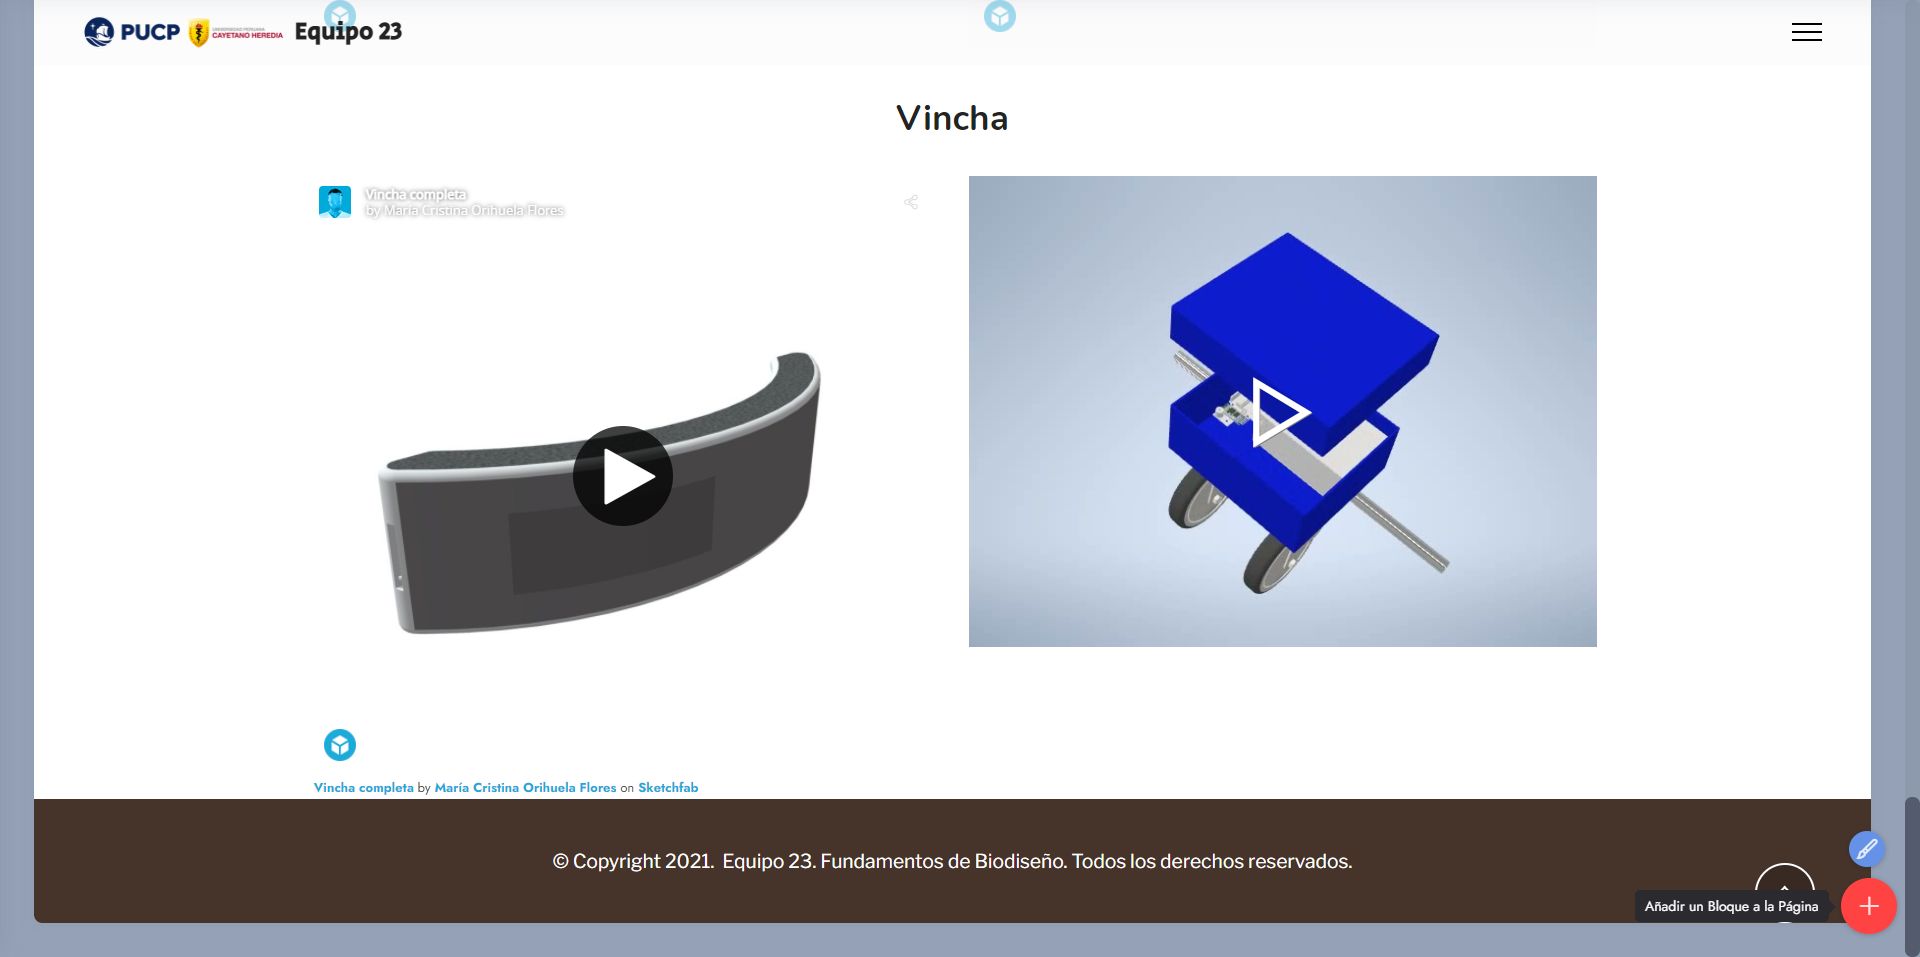 PUCP UNIVERSIDAD PERUANA
CAYETANO HEREDIA Equipo 23
Vincha
Vincha completa
by María Cristina Orihuela Flores
Vincha completa by María Cristina Orihuela Flores on Sketchfab
© Copyright 2021. Equipo 23. Fundamentos de Biodiseño. Todos los derechos reservados.
Añadir un Bloque a la Página